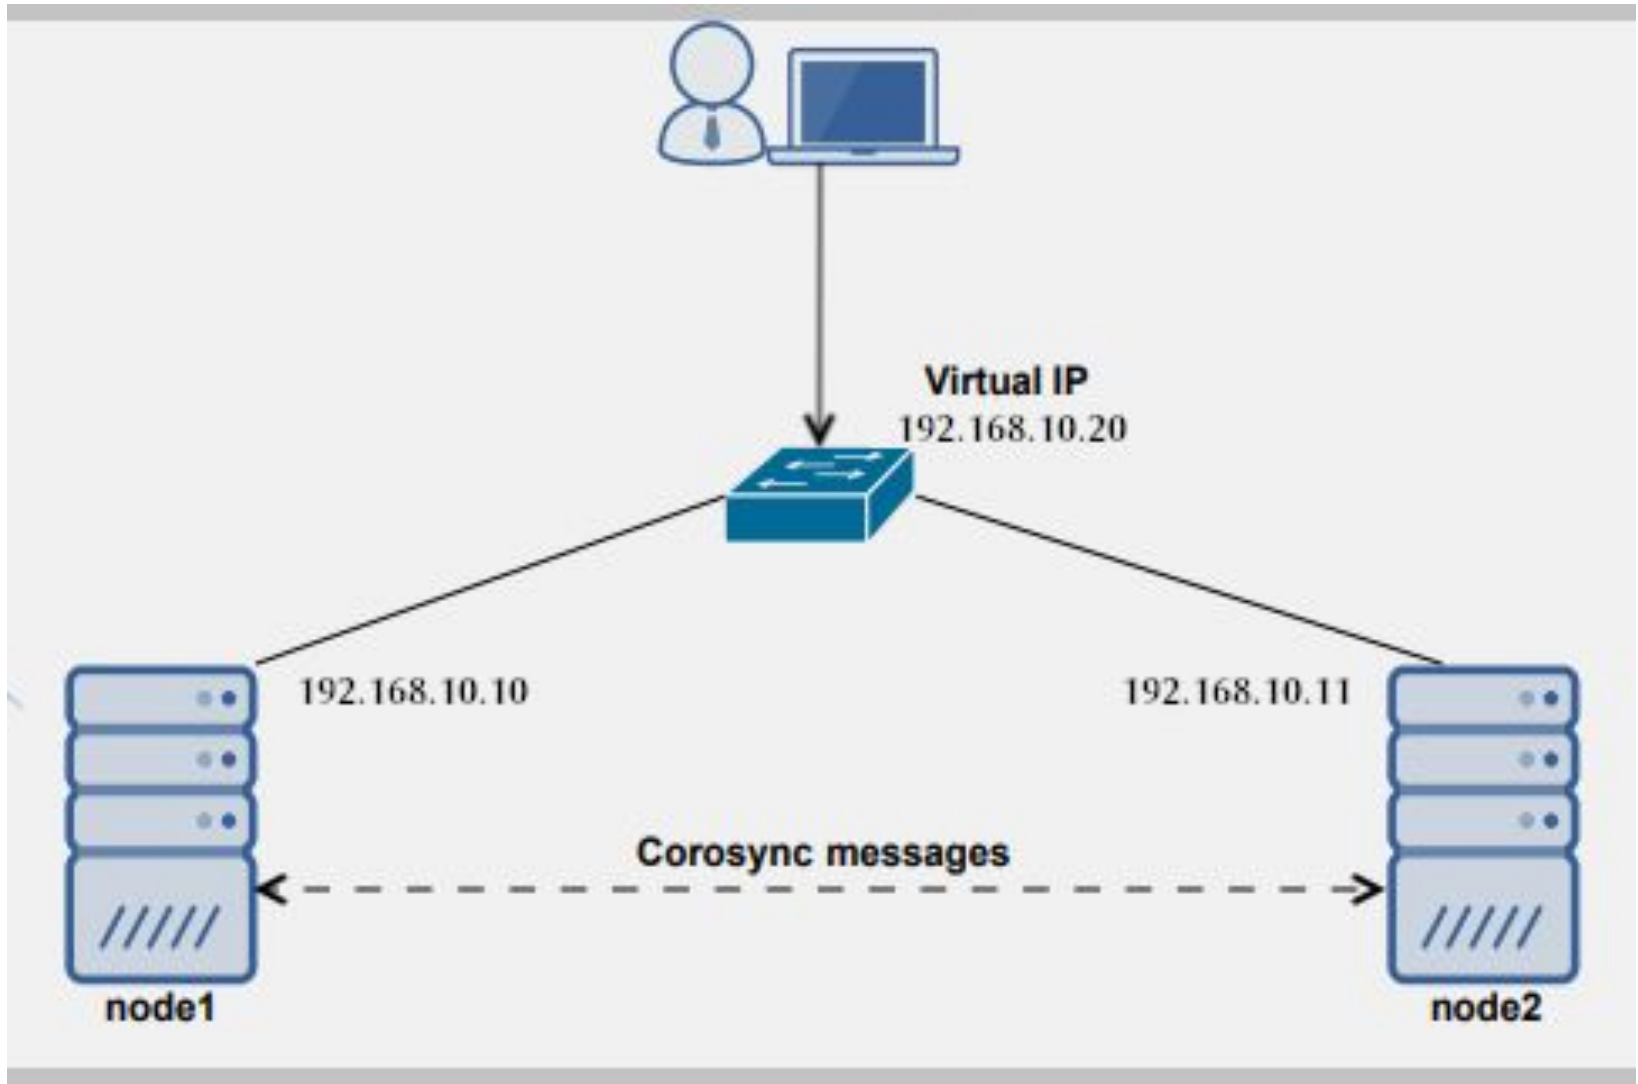 Virtual IP
192.168.10.20
192.168.10.10
192.168.10.11
Corosync messages
node1
node2